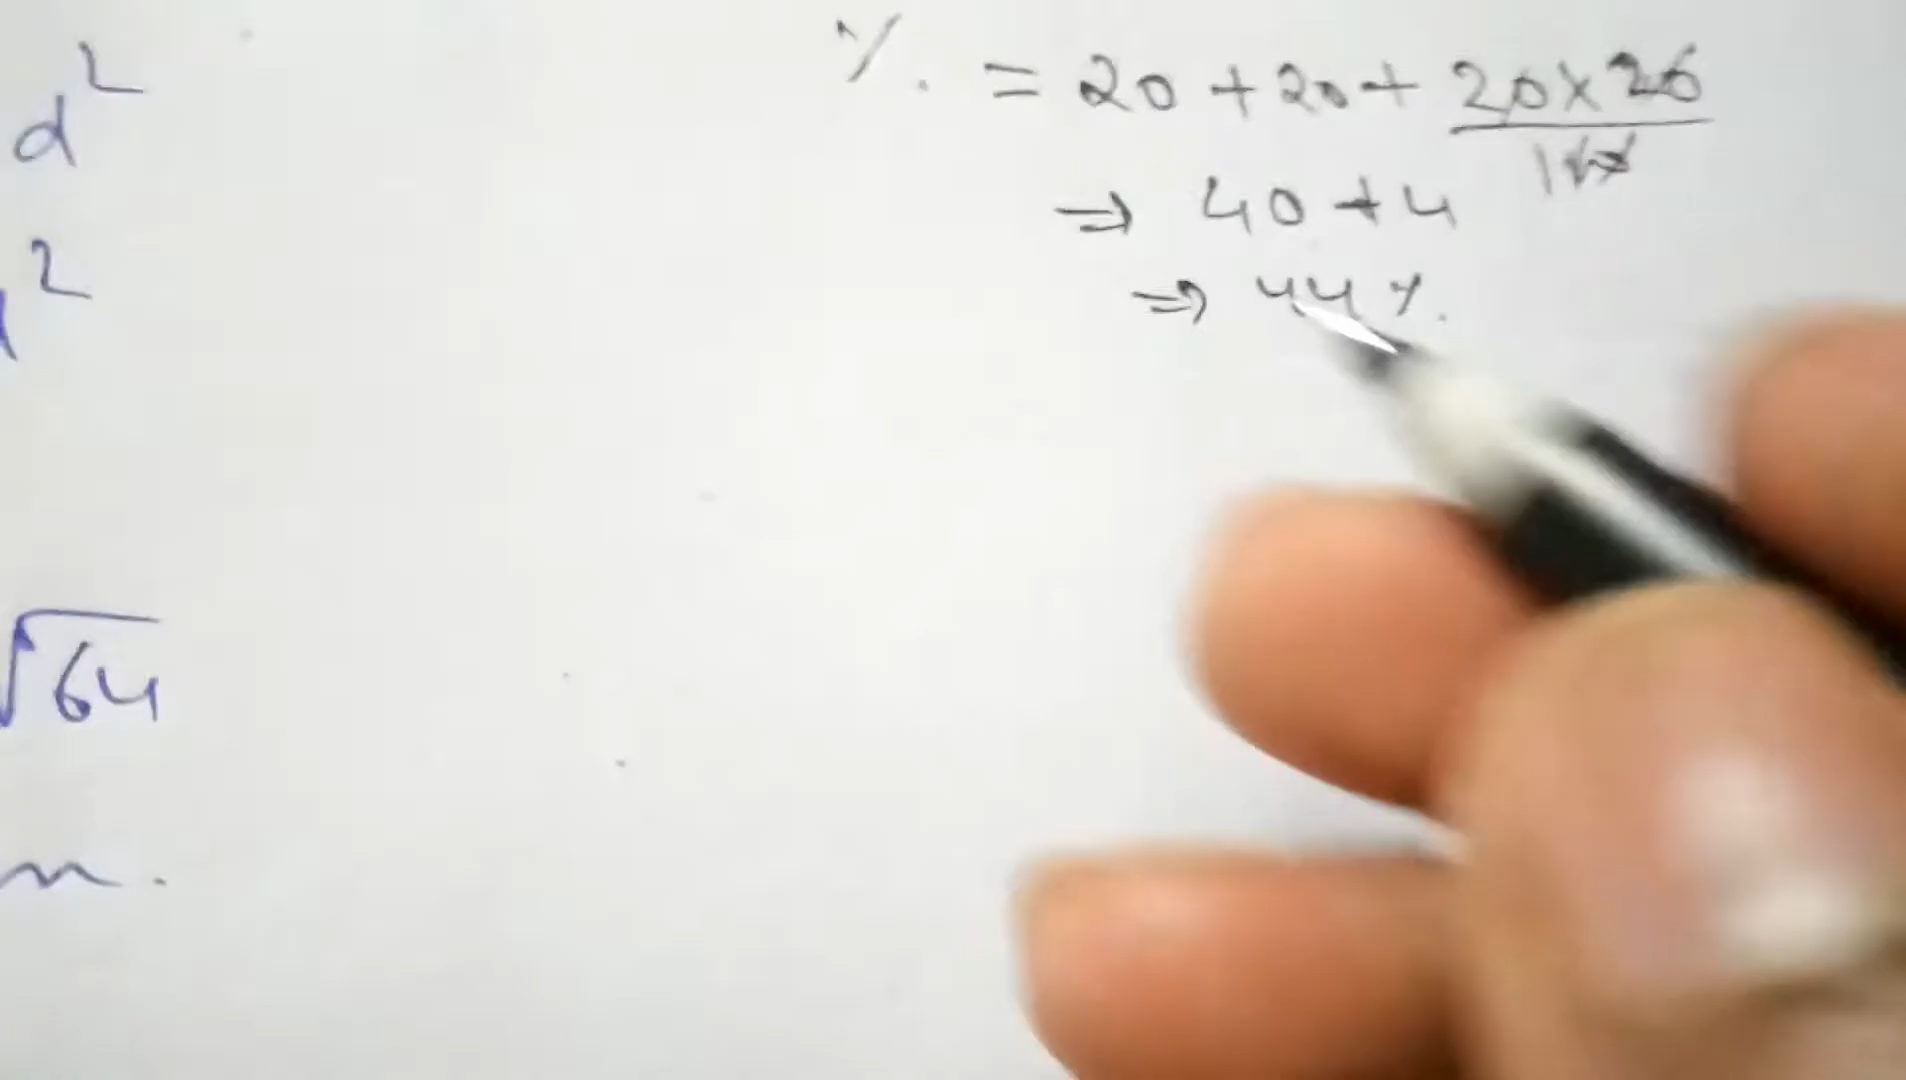 d²
²
√64
m.
% = 20 + 20 + 20 × 20 / 100
⇒ 40 + 4
⇒ 44 %.